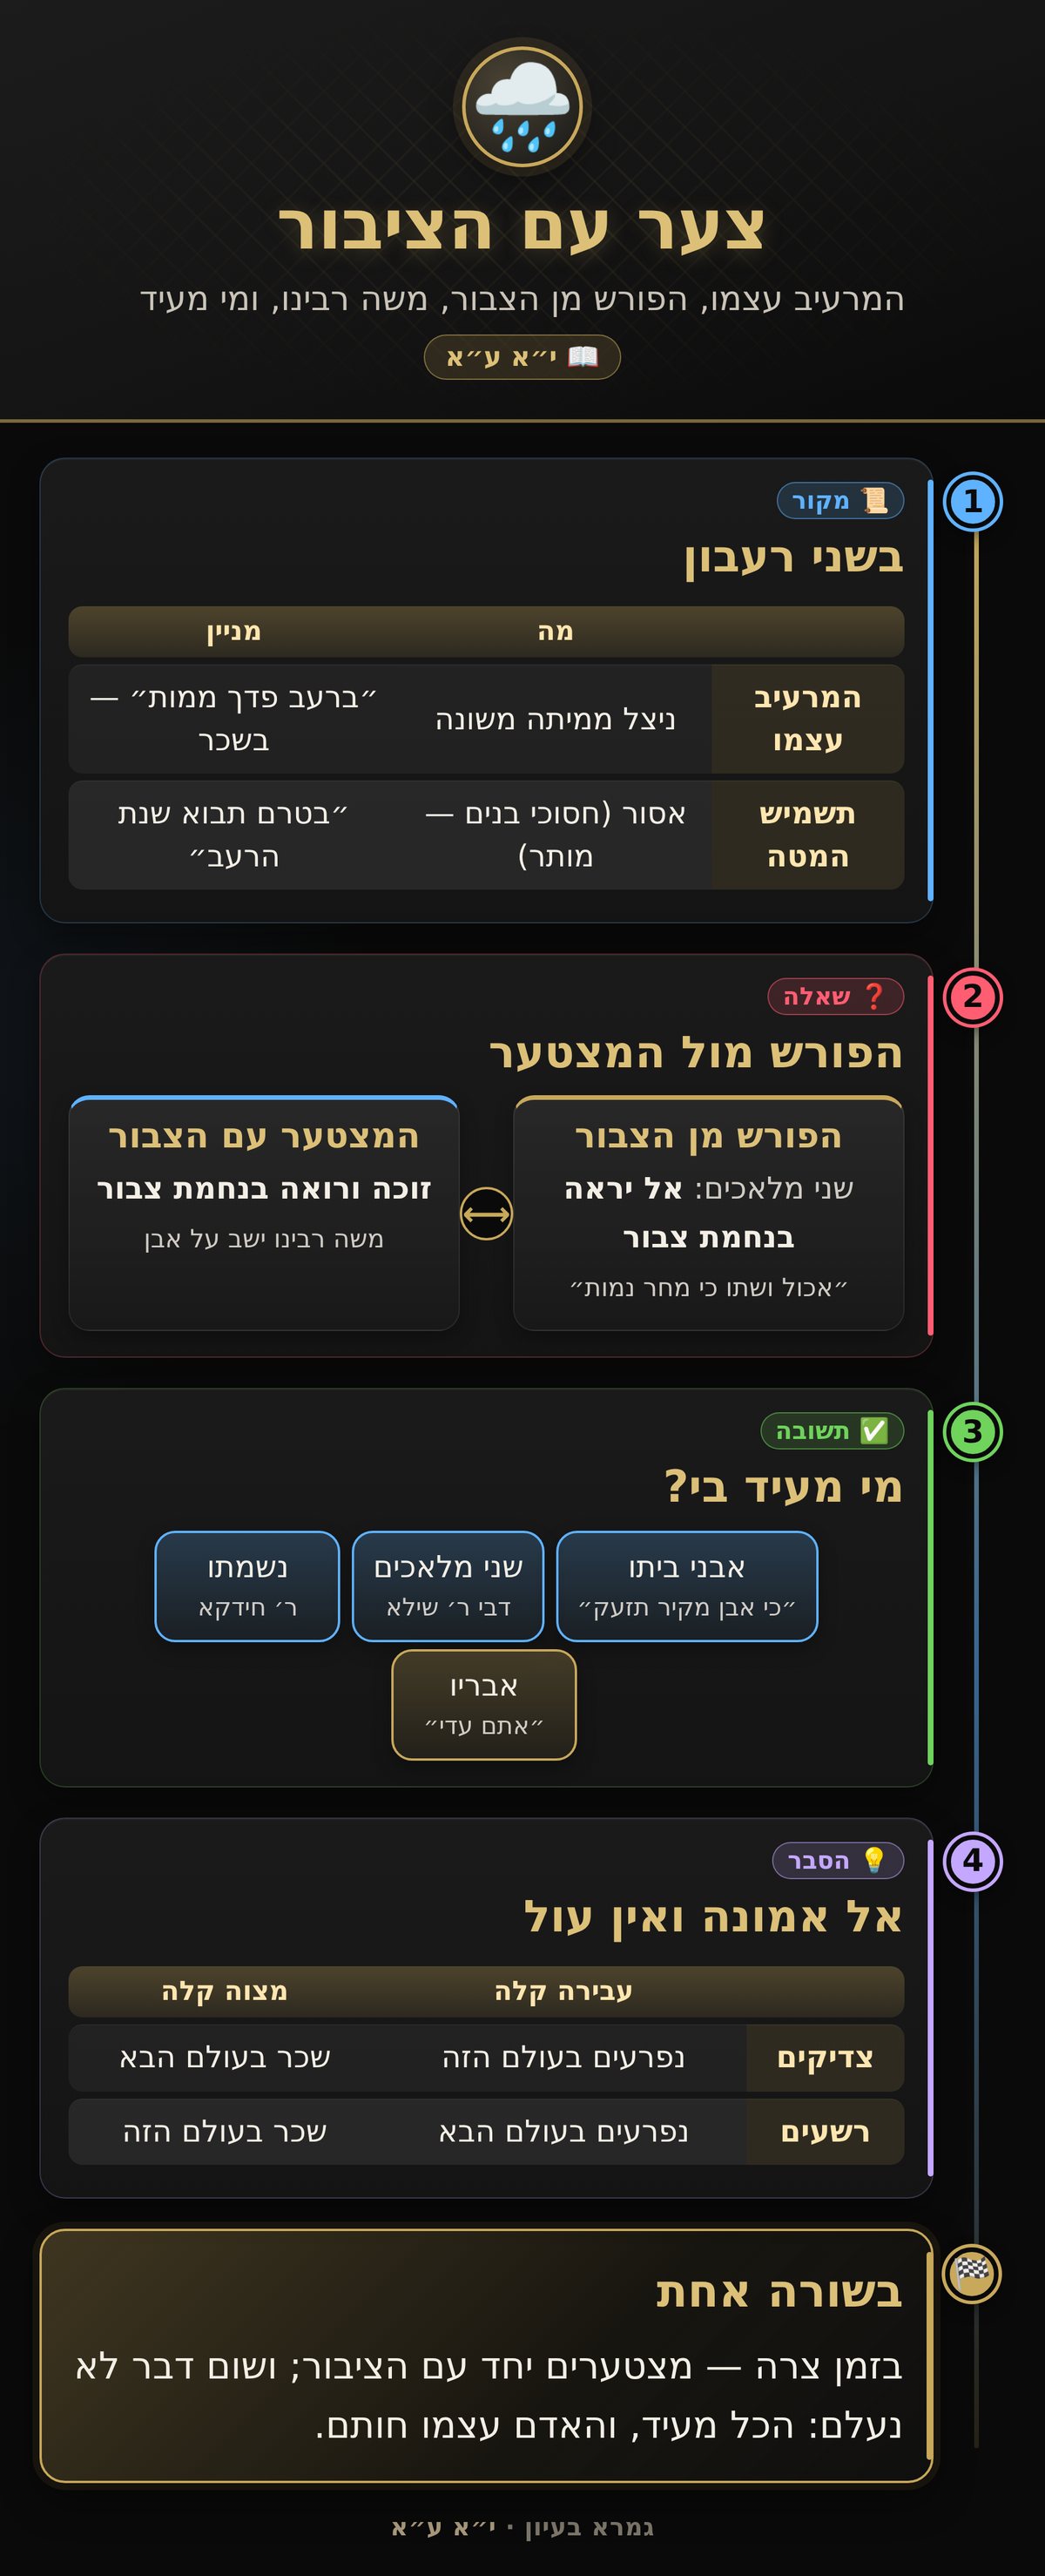 צער עם הציבור
המרעיב עצמו, הפורש מן הצבור, משה רבינו, ומי מעיד
י״א ע״א
1
מקור
בשני רעבון
מה מניין
המרעיב עצמו
ניצל ממיתה משונה
״ברעב פדך ממות״ — בשכר
תשמיש המטה
אסור (חסוכי בנים — מותר)
״בטרם תבוא שנת הרעב״
2
שאלה
הפורש מול המצטער
הפורש מן הצבור
שני מלאכים: אל יראה
בנחמת צבור
״אכול ושתו כי מחר נמות״
המצטער עם הצבור
זוכה ורואה בנחמת צבור
משה רבינו ישב על אבן
3
תשובה
מי מעיד בי?
אבני ביתו
״כי אבן מקיר תזעק״
שני מלאכים
דבי ר׳ שילא
נשמתו
ר׳ חידקא
אבריו
״אתם עדי״
4
הסבר
אל אמונה ואין עול
עבירה קלה מצוה קלה
צדיקים נפרעים בעולם הזה שכר בעולם הבא
רשעים נפרעים בעולם הבא שכר בעולם הזה
בשורה אחת
בזמן צרה — מצטערים יחד עם הציבור; ושום דבר לא
נעלם: הכל מעיד, והאדם עצמו חותם.
גמרא בעיון · י״א ע״א